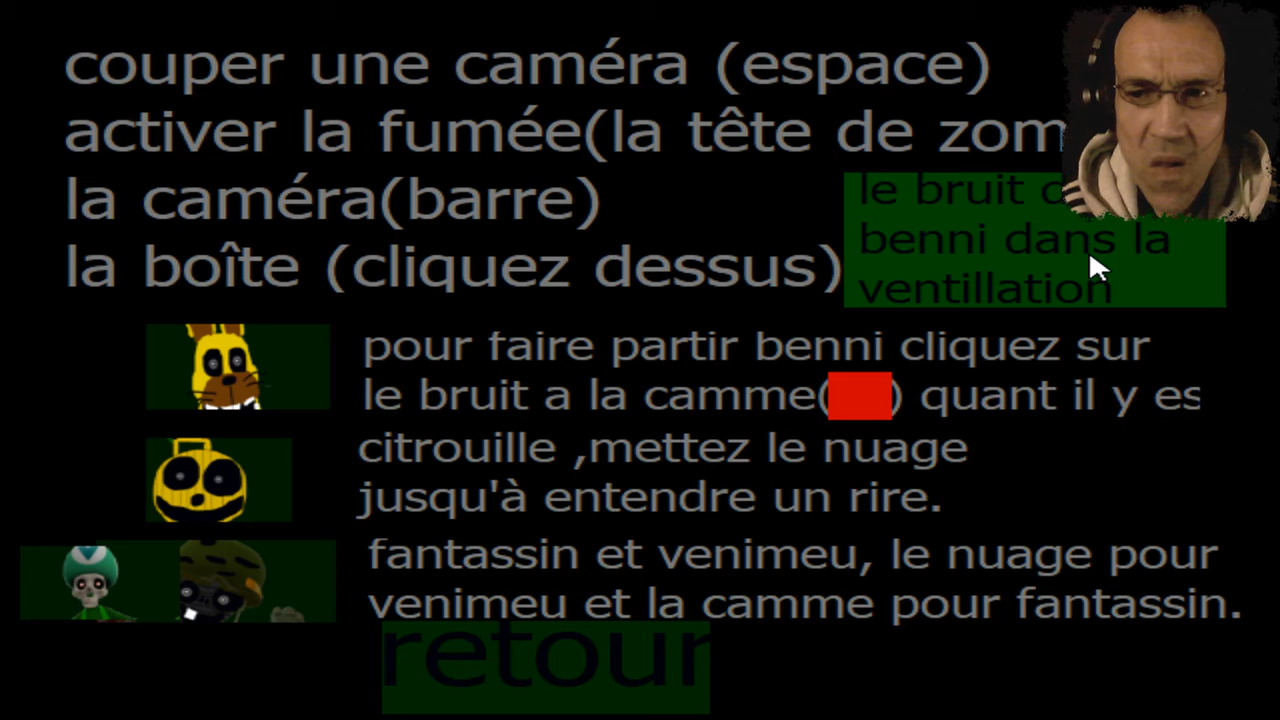 couper une caméra (espace)
activer la fumée(la tête de
la caméra(barre)
la boîte (cliquez dessus)
le bruit
benni dans la
ventillation
pour faire partir benni cliquez sur
le bruit a la camme( ) quant il y es
citrouille ,mettez le nuage
jusqu'à entendre un rire.
fantassin et venimeu, le nuage pour
venimeu et la camme pour fantassin.
retour